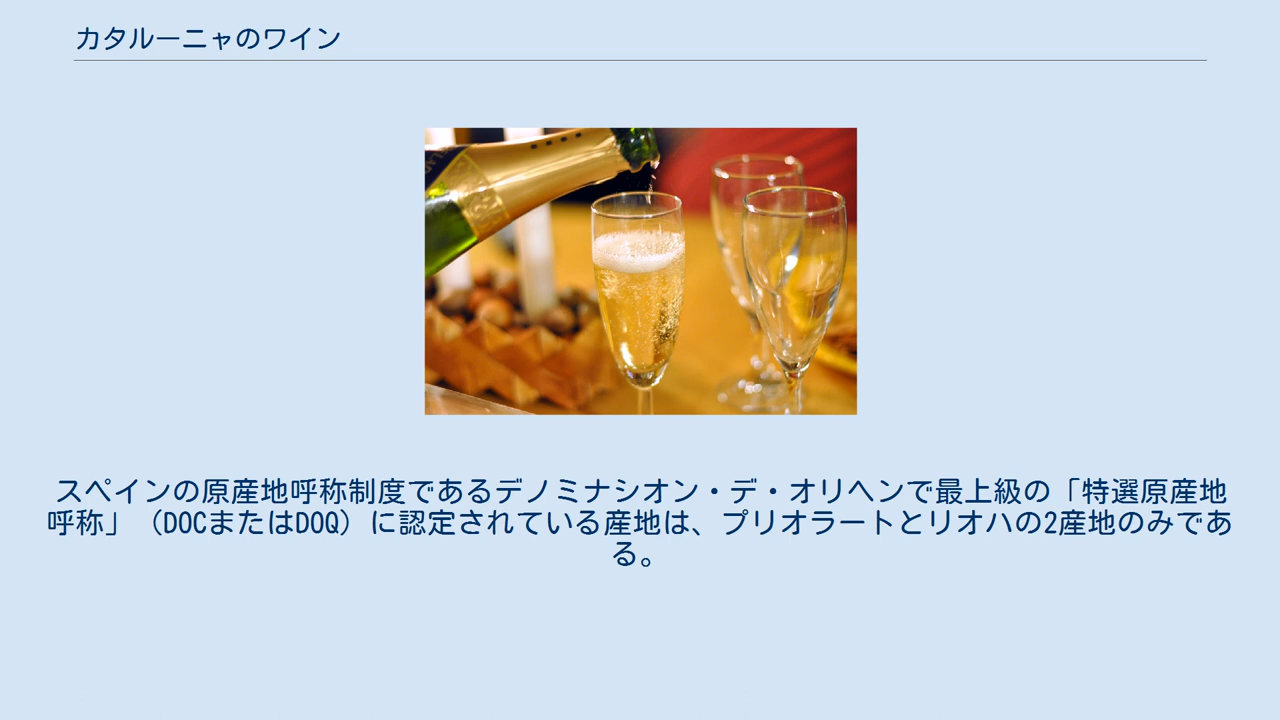 カタルーニャのワイン
スペインの原産地呼称制度であるデノミナシオン・デ・オリヘンで最上級の「特選原産地
呼称」（DOCまたはDOQ）に認定されている産地は、プリオラートとリオハの2産地のみであ
る。